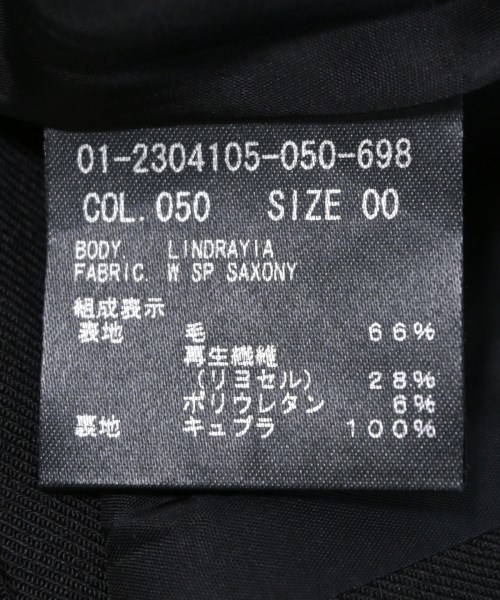 01-2304105-050-698
COL. 050 SIZE 00
BODY. LINDRAYIA
FABRIC. W SP SAXONY
組成表示
表地 毛 66%
再生繊維
(リヨセル) 28%
ポリウレタン 6%
裏地 キュプラ 100%